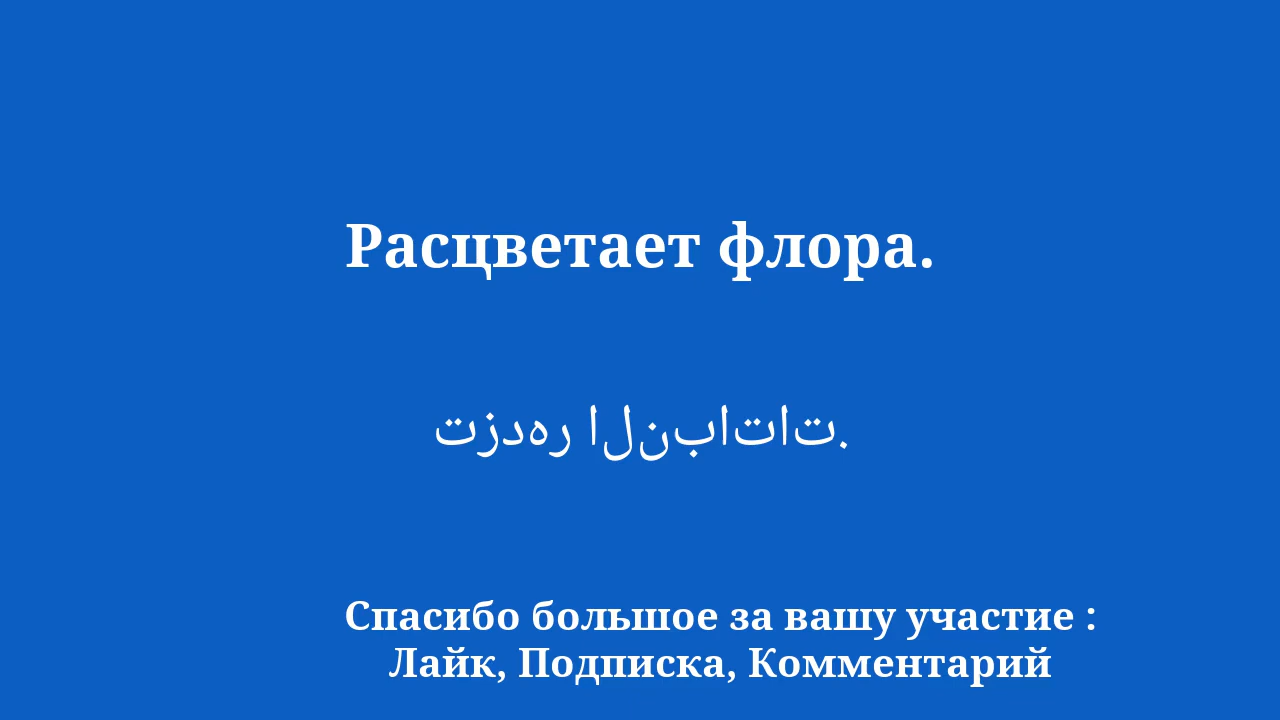 Расцветает флора.
تزدهر النباتات.
Спасибо большое за вашу участие :
Лайк, Подписка, Комментарий